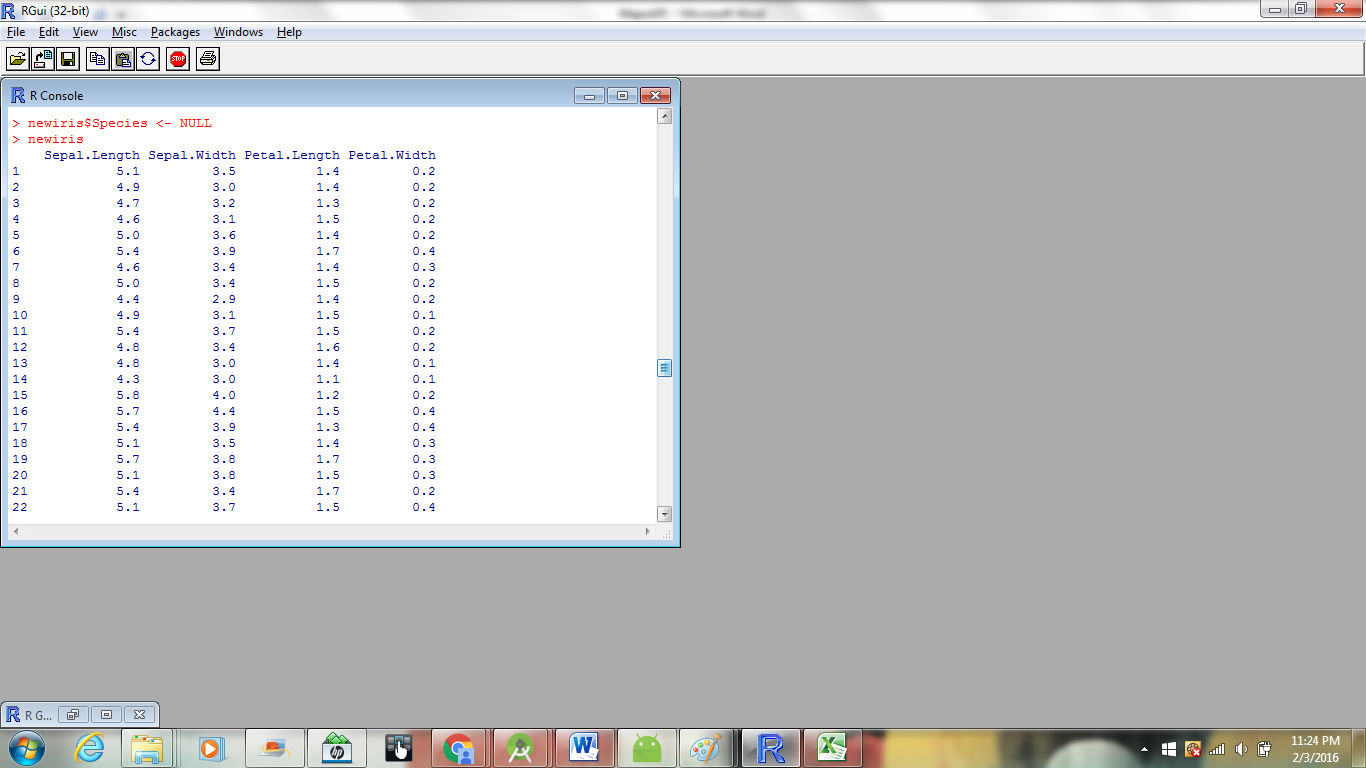 RGui (32-bit)
File Edit View Misc Packages Windows Help
STOP
R Console
> newiris$Species <- NULL
> newiris
    Sepal.Length Sepal.Width Petal.Length Petal.Width
1            5.1         3.5          1.4         0.2
2            4.9         3.0          1.4         0.2
3            4.7         3.2          1.3         0.2
4            4.6         3.1          1.5         0.2
5            5.0         3.6          1.4         0.2
6            5.4         3.9          1.7         0.4
7            4.6         3.4          1.4         0.3
8            5.0         3.4          1.5         0.2
9            4.4         2.9          1.4         0.2
10           4.9         3.1          1.5         0.1
11           5.4         3.7          1.5         0.2
12           4.8         3.4          1.6         0.2
13           4.8         3.0          1.4         0.1
14           4.3         3.0          1.1         0.1
15           5.8         4.0          1.2         0.2
16           5.7         4.4          1.5         0.4
17           5.4         3.9          1.3         0.4
18           5.1         3.5          1.4         0.3
19           5.7         3.8          1.7         0.3
20           5.1         3.8          1.5         0.3
21           5.4         3.4          1.7         0.2
22           5.1         3.7          1.5         0.4
R G...
11:24 PM
2/3/2016